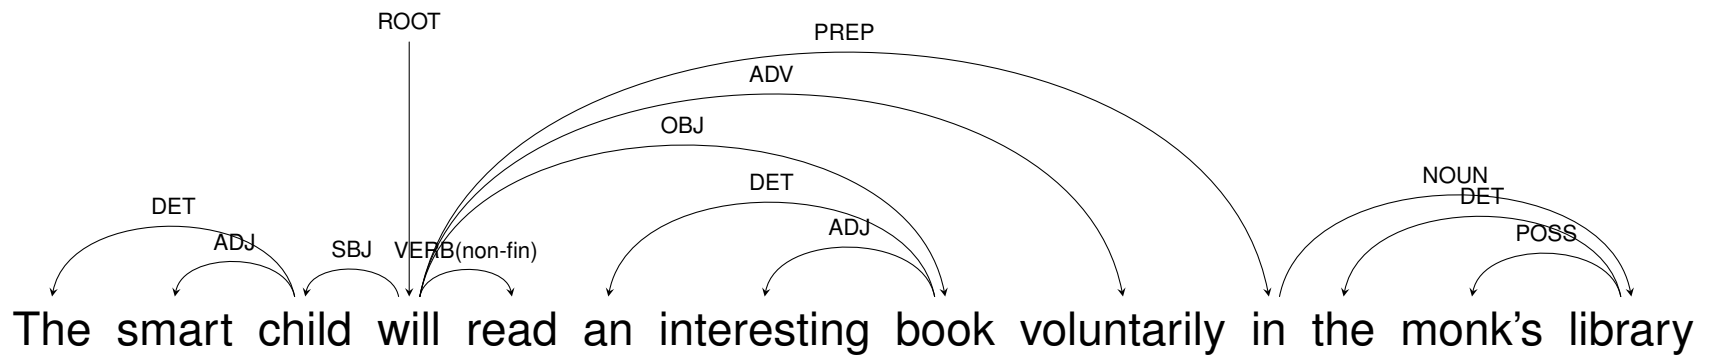 ROOT
PREP
ADV
OBJ
NOUN
DET DET
DET
ADJ ADJ POSS
SBJ VERB(non-fin)
The smart child will read an interesting book voluntarily in the monk's library